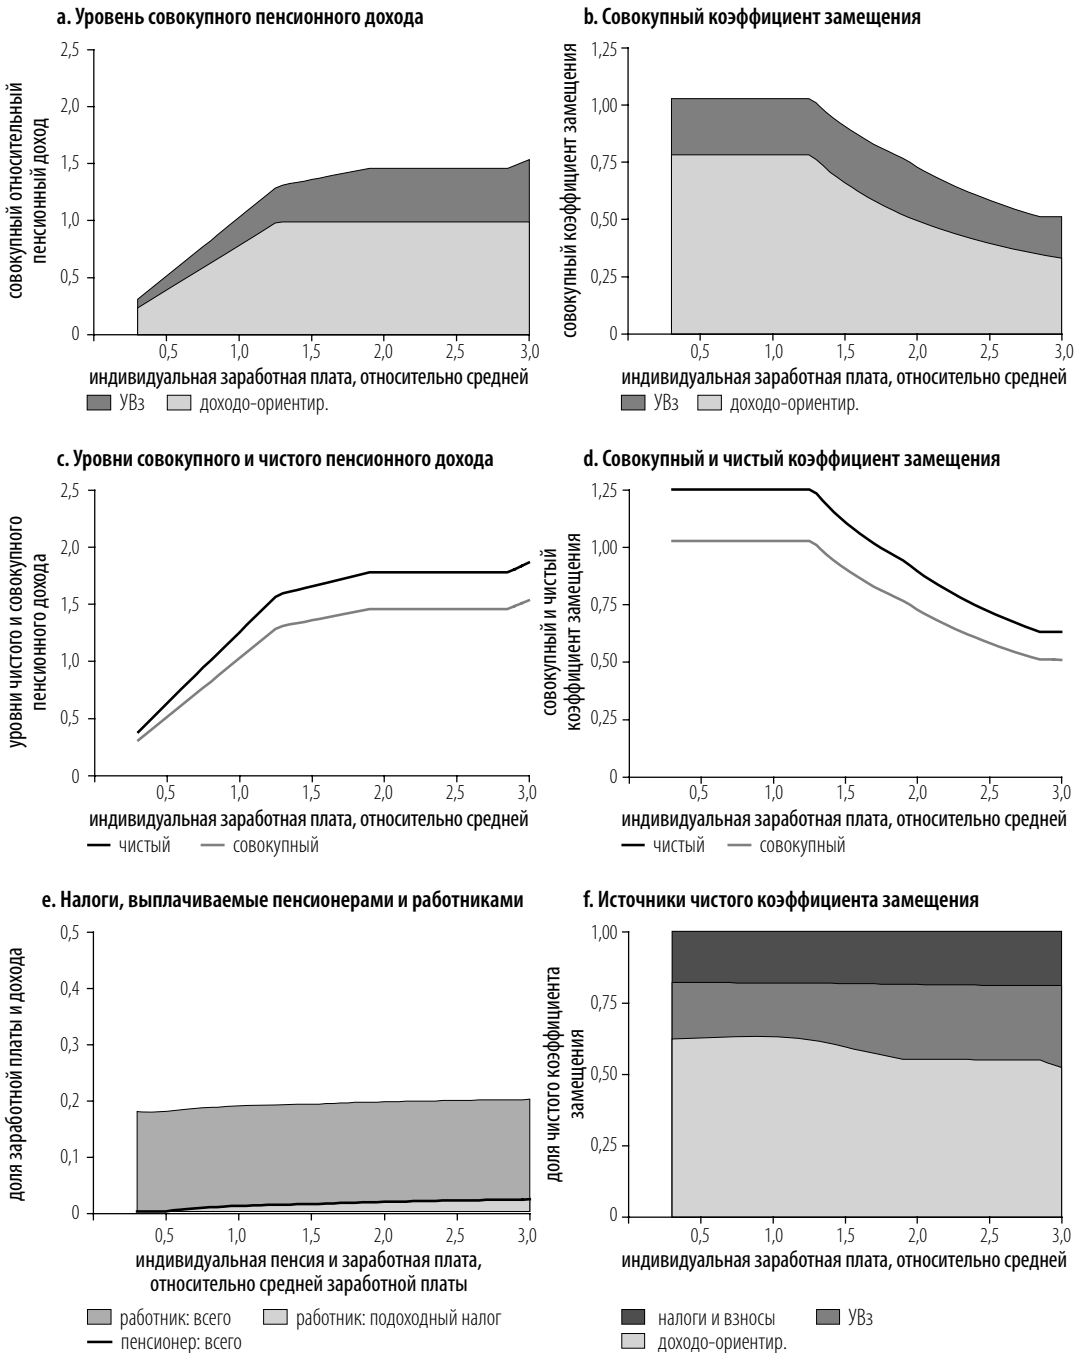 a. Уровень совокупного пенсионного дохода
совокупный относительный
пенсионный доход
2,5
2,0
1,5
1,0
0,5
0
0,5 1,0 1,5 2,0 2,5 3,0
индивидуальная заработная плата, относительно средней
УВз доходо-ориентир.
b. Совокупный коэффициент замещения
совокупный коэффициент замещения
1,25
1,00
0,75
0,50
0,25
0
0,5 1,0 1,5 2,0 2,5 3,0
индивидуальная заработная плата, относительно средней
УВз доходо-ориентир.
c. Уровни совокупного и чистого пенсионного дохода
уровни чистого и совокупного
пенсионного дохода
2,5
2,0
1,5
1,0
0,5
0
0,5 1,0 1,5 2,0 2,5 3,0
индивидуальная заработная плата, относительно средней
чистый совокупный
d. Совокупный и чистый коэффициент замещения
совокупный и чистый
коэффициент замещения
1,25
1,00
0,75
0,50
0,25
0
0,5 1,0 1,5 2,0 2,5 3,0
индивидуальная заработная плата, относительно средней
чистый совокупный
e. Налоги, выплачиваемые пенсионерами и работниками
доля заработной платы и дохода
0,5
0,4
0,3
0,2
0,1
0
0,5 1,0 1,5 2,0 2,5 3,0
индивидуальная пенсия и заработная плата,
относительно средней заработной платы
работник: всего работник: подоходный налог
пенсионер: всего
f. Источники чистого коэффициента замещения
доля чистого коэффициента
замещения
1,00
0,75
0,50
0,25
0
0,5 1,0 1,5 2,0 2,5 3,0
индивидуальная заработная плата, относительно средней
налоги и взносы УВз
доходо-ориентир.